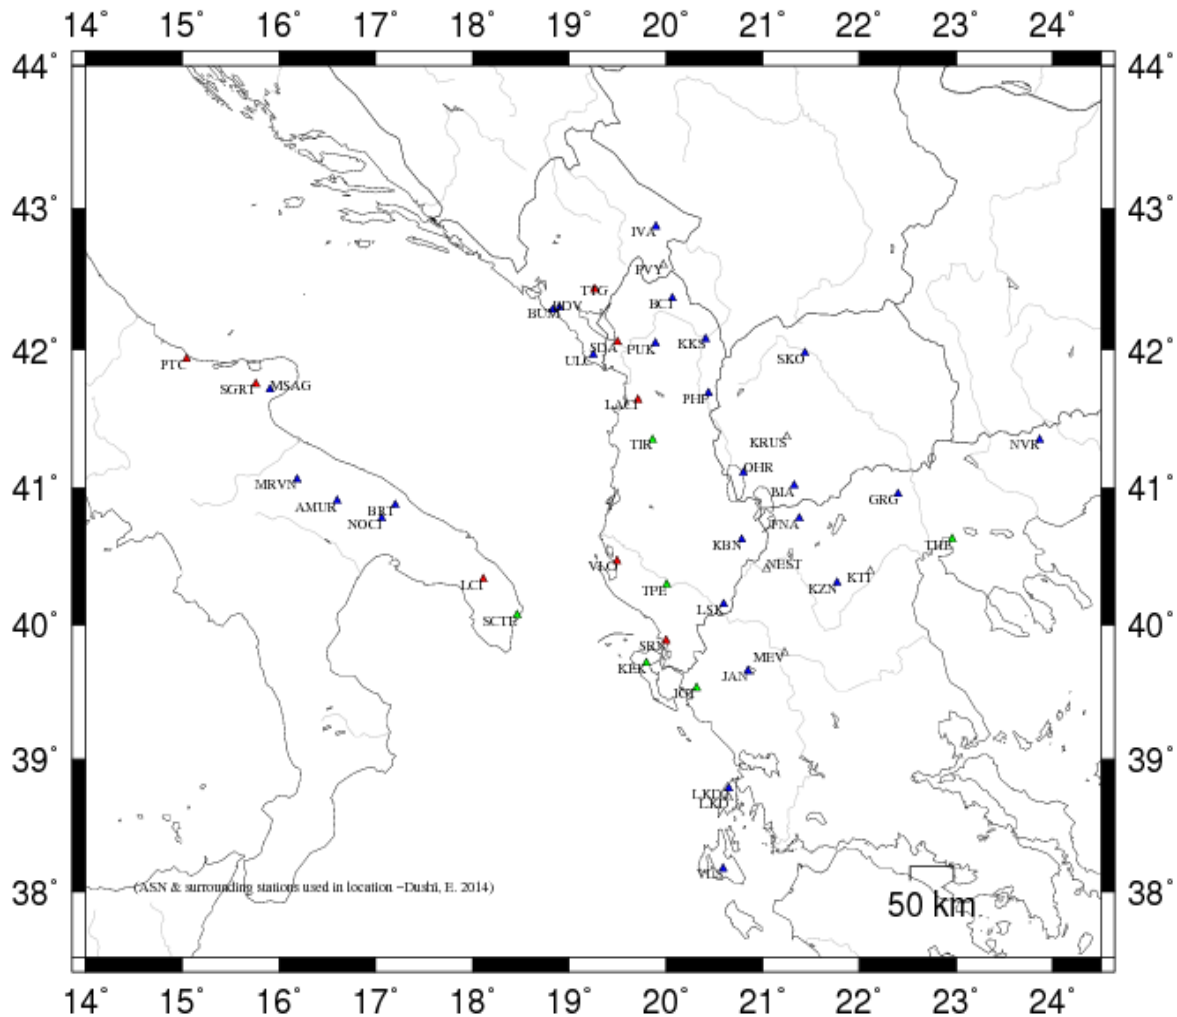 14° 15° 16° 17° 18° 19° 20° 21° 22° 23° 24°
44° 44°
43° 43°
IVA
PVY
TTG
BCI
BUM BDV
42° 42°
SDA PUK KKS
ULC SKO
PTC
SGRT MSAG
PHP
LACI
TIR KRUS NVR
OHR
41° 41°
MRVN BIA
AMUR BRT GRG
NOCI FNA
KBN THE
VLO NEST
LCI KTI
TPE KZN
LSK
SCTE
40° 40°
SRN MEV
KEK JAN
IGT
39° 39°
LKD2
LKD
VLS
38° 38°
(ASN & surrounding stations used in location −Dushi, E. 2014)
50 km
14° 15° 16° 17° 18° 19° 20° 21° 22° 23° 24°